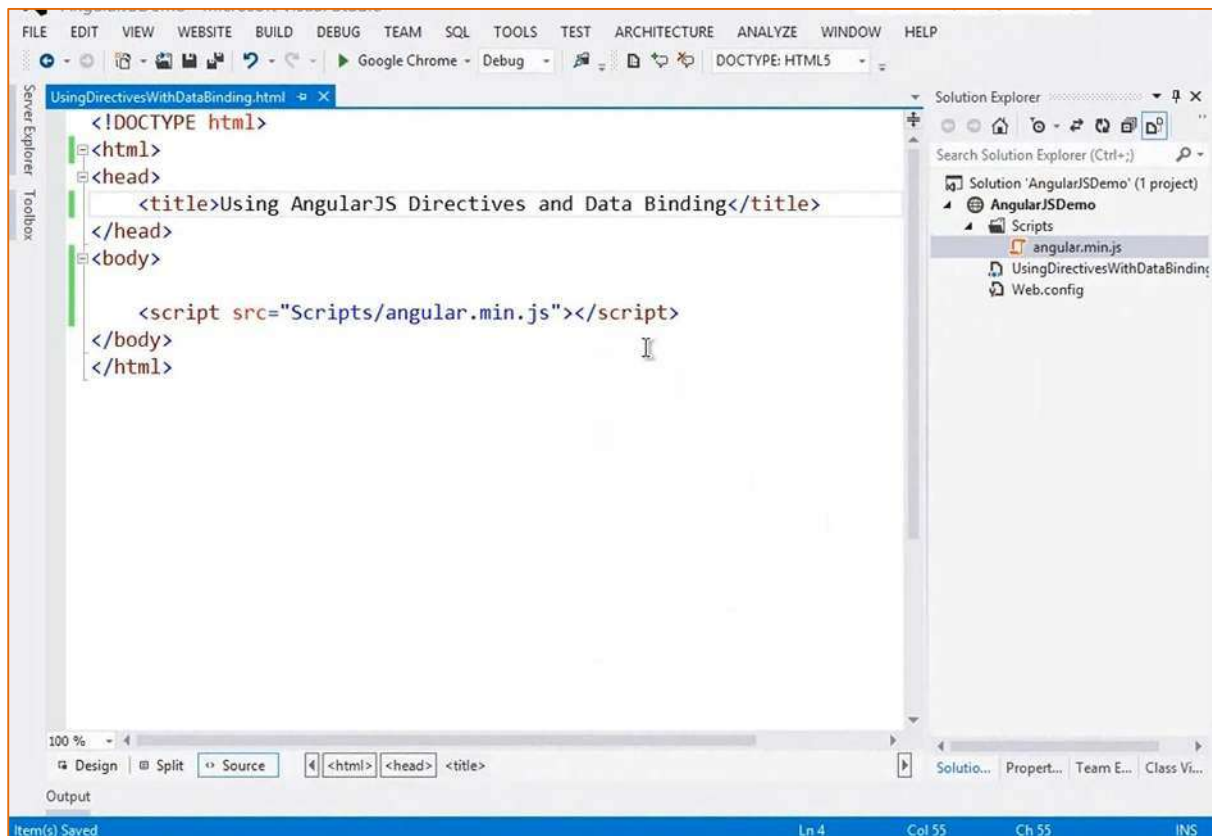 FILE EDIT VIEW WEBSITE BUILD DEBUG TEAM SQL TOOLS TEST ARCHITECTURE ANALYZE WINDOW HELP
Google Chrome Debug DOCTYPE: HTML5
Server Explorer
Toolbox
UsingDirectivesWithDataBinding.html
<!DOCTYPE html>
<html>
<head>
<title>Using AngularJS Directives and Data Binding</title>
</head>
<body>
<script src="Scripts/angular.min.js"></script>
</body>
</html>
100 %
Design Split Source <html> <head> <title>
Output
Solution Explorer
Search Solution Explorer (Ctrl+;)
Solution 'AngularJSDemo' (1 project)
AngularJSDemo
Scripts
angular.min.js
UsingDirectivesWithDataBinding
Web.config
Solutio... Propert... Team E... Class Vi...
Item(s) Saved Ln 4 Col 55 Ch 55 INS